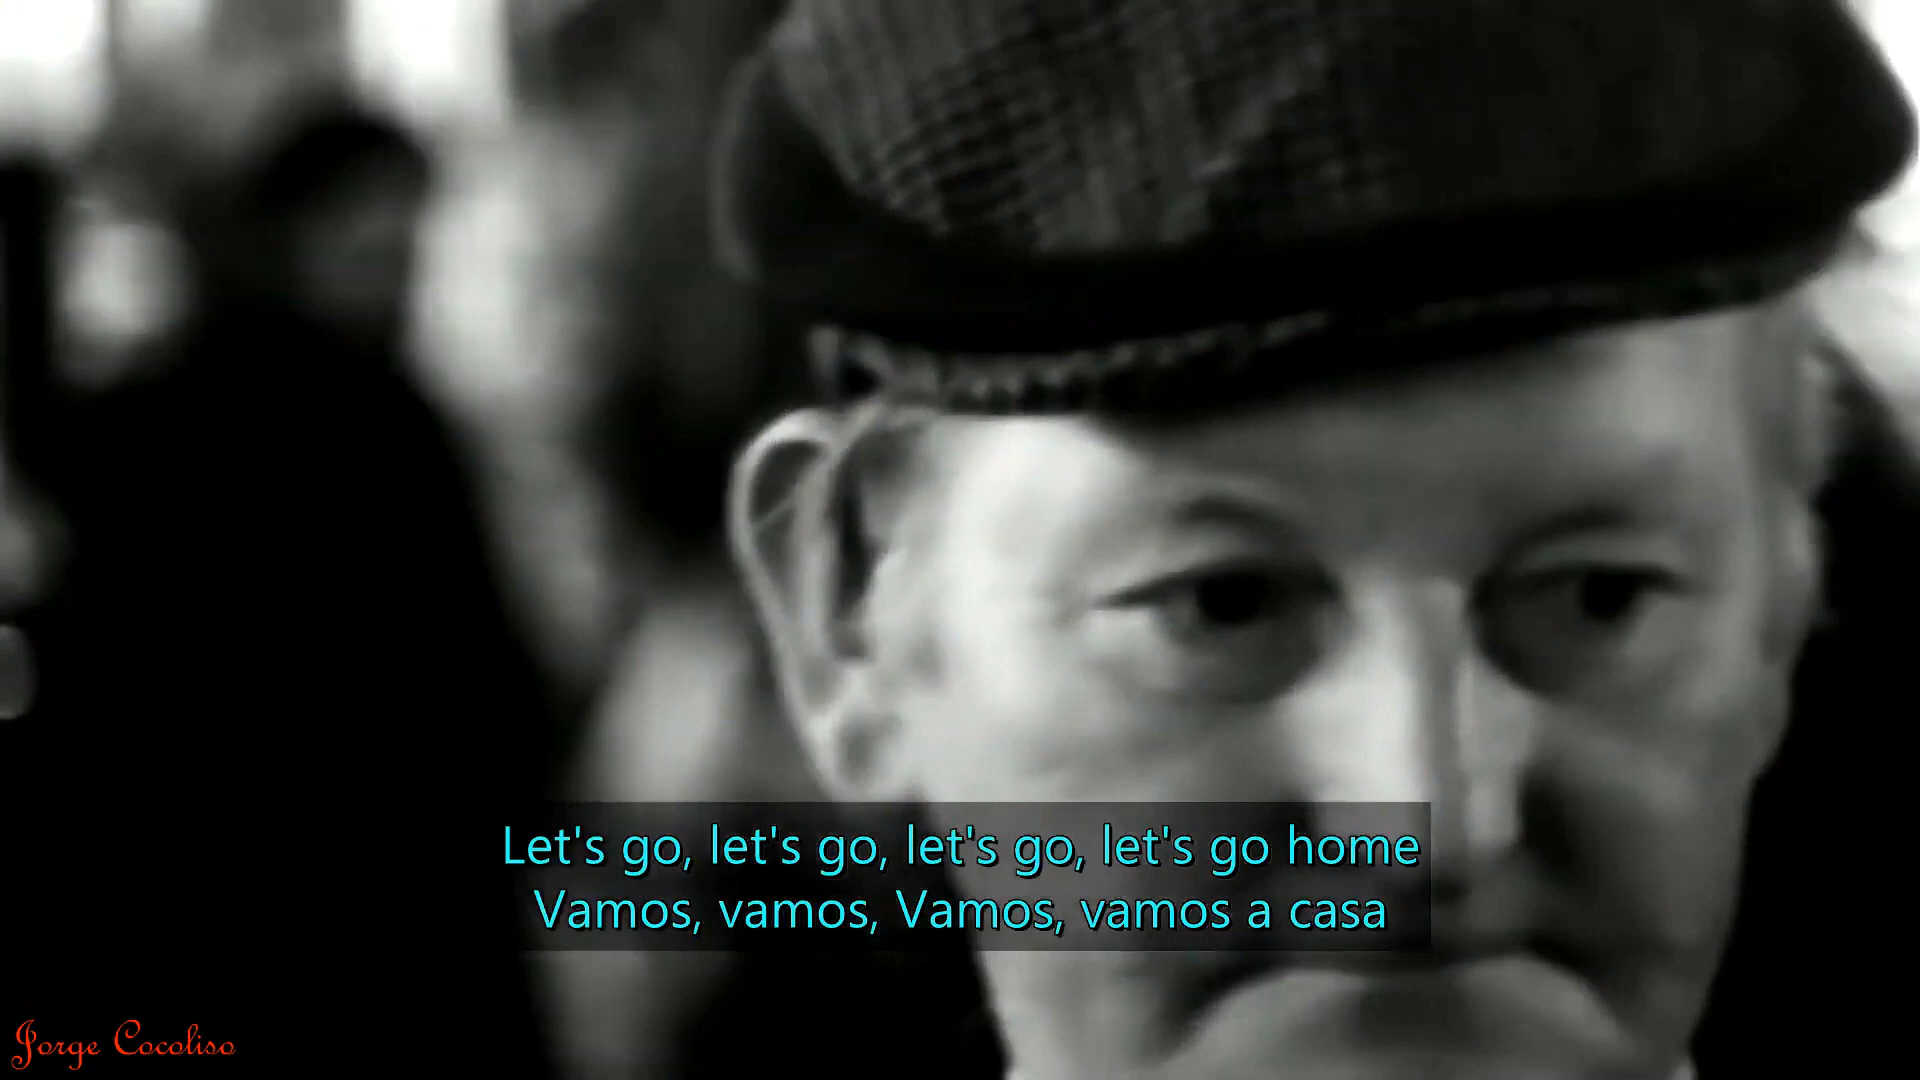 Let's go, let's go, let's go, let's go home
Vamos, vamos, Vamos, vamos a casa
Jorge Cocoliso